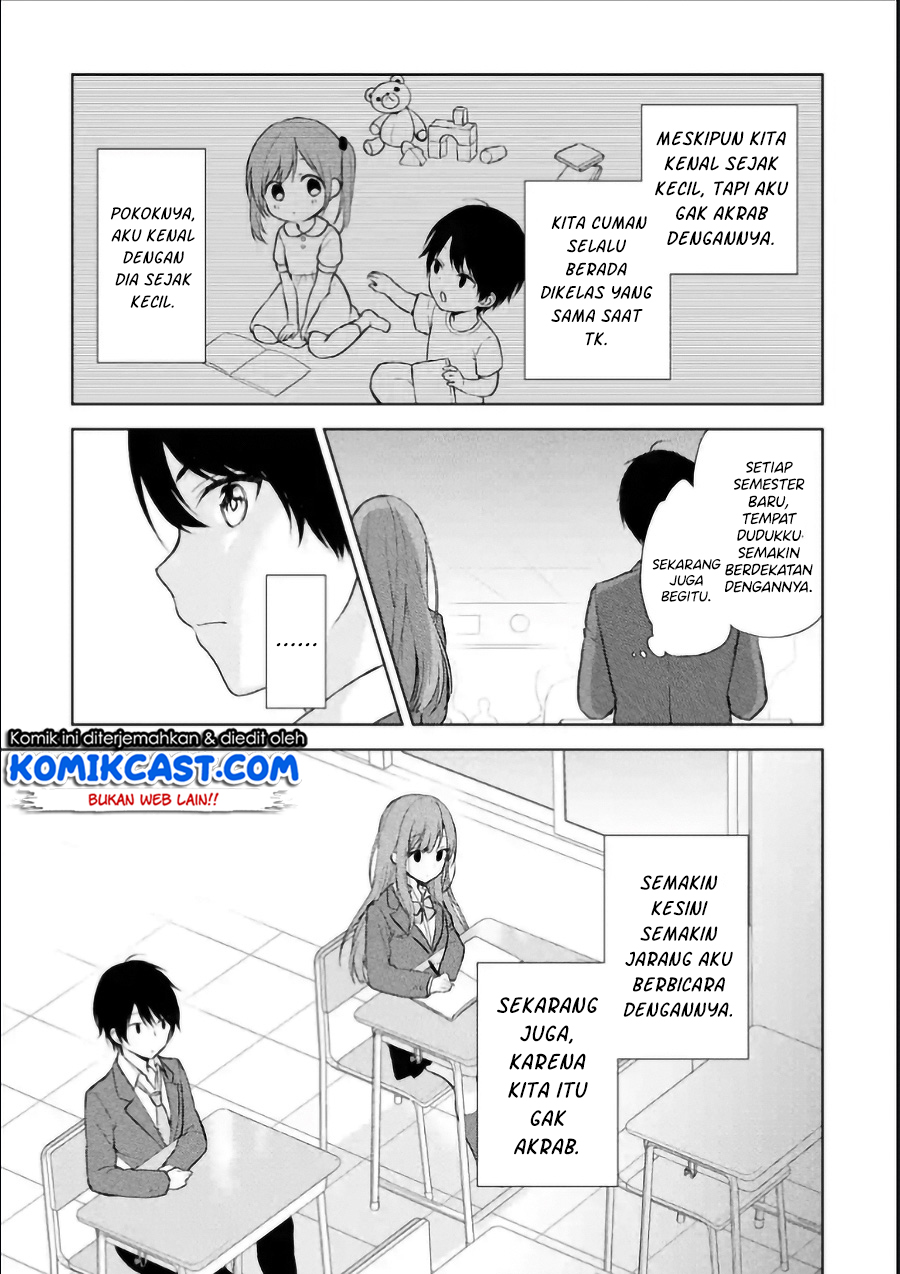 MESKIPUN KITA
KENAL SEJAK
KECIL, TAPI AKU
GAK AKRAB
DENGANNYA.
KITA CUMAN
SELALU
BERADA
DIKELAS YANG
SAMA SAAT
TK.
POKOKNYA,
AKU KENAL
DENGAN
DIA SEJAK
KECIL.
SETIAP
SEMESTER
BARU,
TEMPAT
DUDUKKU
SEMAKIN
BERDEKATAN
DENGANNYA.
SEKARANG
JUGA
BEGITU.
......
Komik ini diterjemahkan & diedit oleh
KOMIKCAST.COM
BUKAN WEB LAIN!!
SEMAKIN
KESINI
SEMAKIN
JARANG AKU
BERBICARA
DENGANNYA.
SEKARANG
JUGA,
KARENA
KITA ITU
GAK
AKRAB.